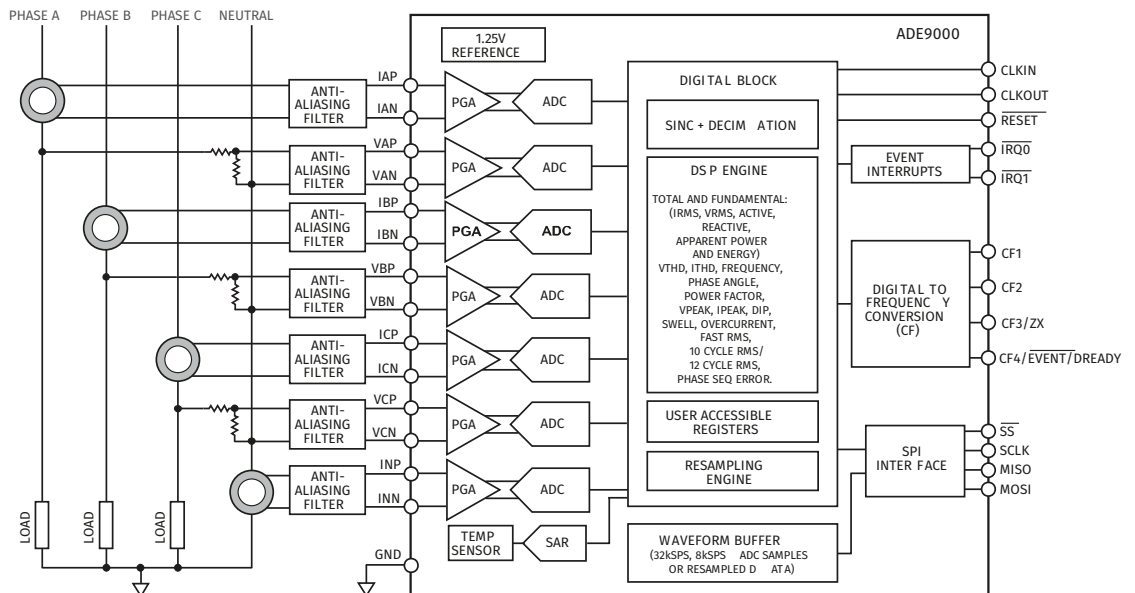 PHASE A
PHASE B
PHASE C
NEUTRAL
ADE9000
1.25V
REFERENCE
ANTI-
ALIASING
FILTER
IAP
IAN
PGA
ADC
ANTI-
ALIASING
FILTER
VAP
VAN
PGA
ADC
ANTI-
ALIASING
FILTER
IBP
IBN
PGA
ADC
ANTI-
ALIASING
FILTER
VBP
VBN
PGA
ADC
ANTI-
ALIASING
FILTER
ICP
ICN
PGA
ADC
ANTI-
ALIASING
FILTER
VCP
VCN
PGA
ADC
ANTI-
ALIASING
FILTER
INP
INN
PGA
ADC
LOAD
LOAD
LOAD
GND
TEMP
SENSOR
SAR
DIGITAL BLOCK
SINC + DECIM ATION
DS P ENGINE
TOTAL AND FUNDAMENTAL:
(IRMS, VRMS, ACTIVE,
REACTIVE,
APPARENT POWER
AND ENERGY)
VTHD, ITHD, FREQUENCY,
PHASE ANGLE,
POWER FACTOR,
VPEAK, IPEAK, DIP,
SWELL, OVERCURRENT,
FAST RMS,
10 CYCLE RMS/
12 CYCLE RMS,
PHASE SEQ ERROR.
USER ACCESSIBLE
REGISTERS
RESAMPLING
ENGINE
WAVEFORM BUFFER
(32kSPS, 8kSPS ADC SAMPLES
OR RESAMPLED D ATA)
EVENT
INTERRUPTS
DIGITAL TO
FREQUENC Y
CONVERSION
(CF)
SPI
INTER FACE
CLKIN
CLKOUT
RESET
IRQ0
IRQ1
CF1
CF2
CF3/ZX
CF4/EVENT/DREADY
SS
SCLK
MISO
MOSI